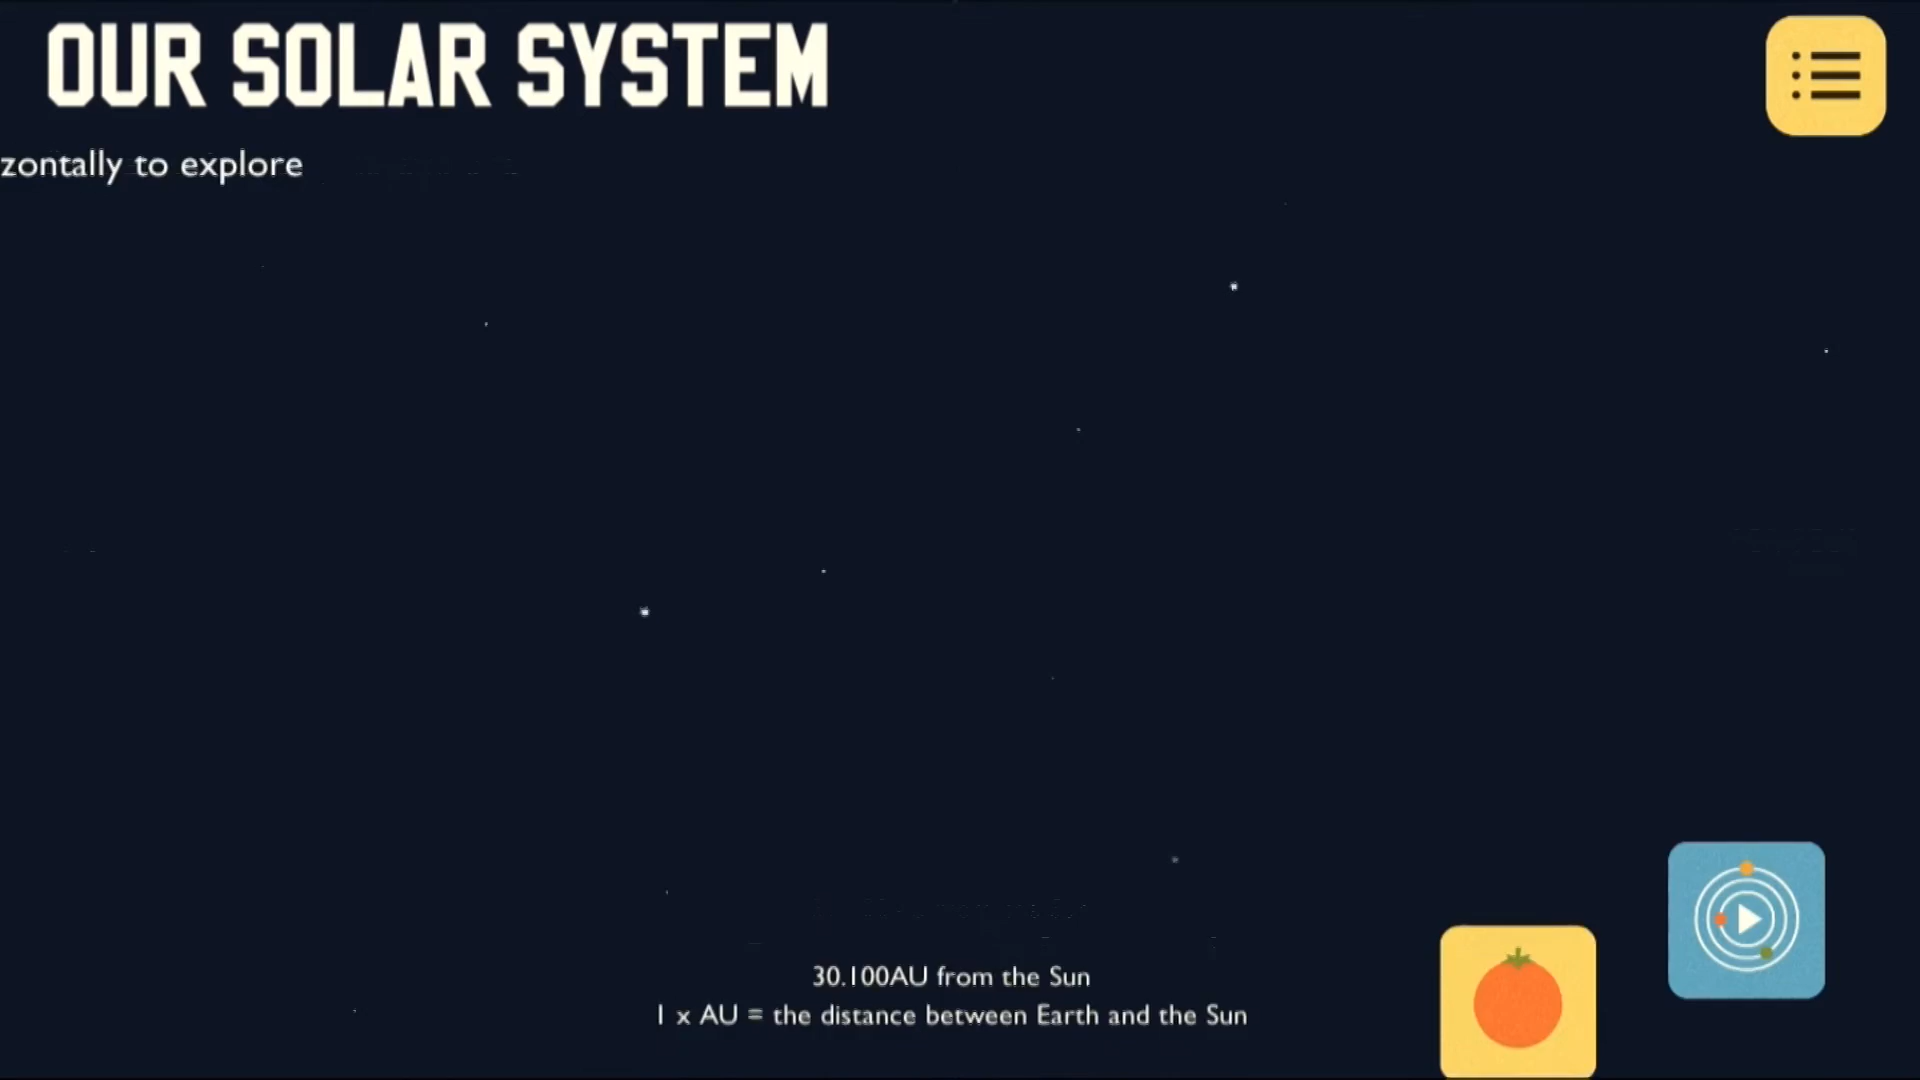 OUR SOLAR SYSTEM
zontally to explore
30.100AU from the Sun
1 x AU = the distance between Earth and the Sun